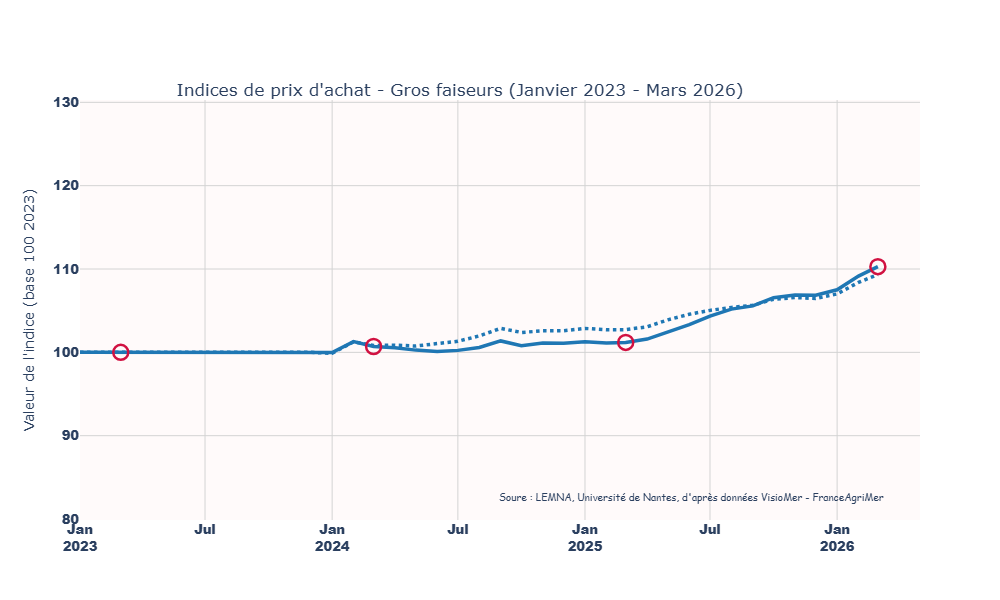 Indices de prix d'achat - Gros faiseurs (Janvier 2023 - Mars 2026)
Valeur de l'indice (base 100 2023)
130
120
110
100
90
80
Soure : LEMNA, Université de Nantes, d'après données VisioMer - FranceAgriMer
Jan Jul Jan Jul Jan Jul Jan
2023 2024 2025 2026